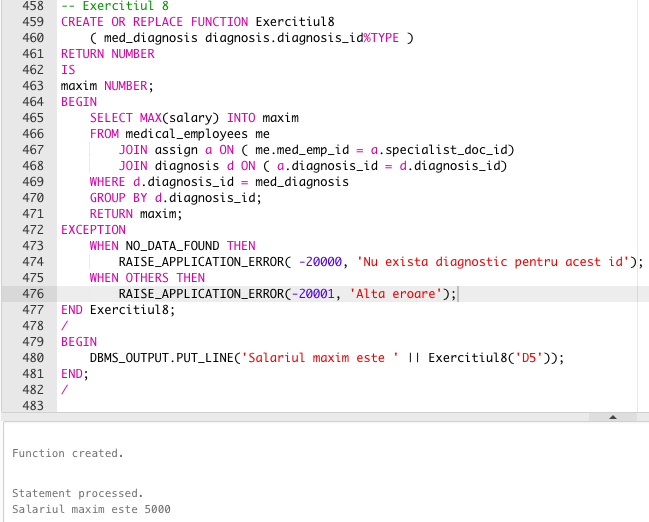 458 -- Exercitiul 8
459 CREATE OR REPLACE FUNCTION Exercitiul8
460     ( med_diagnosis diagnosis.diagnosis_id%TYPE )
461 RETURN NUMBER
462 IS
463 maxim NUMBER;
464 BEGIN
465     SELECT MAX(salary) INTO maxim
466     FROM medical_employees me
467         JOIN assign a ON ( me.med_emp_id = a.specialist_doc_id)
468         JOIN diagnosis d ON ( a.diagnosis_id = d.diagnosis_id)
469     WHERE d.diagnosis_id = med_diagnosis
470     GROUP BY d.diagnosis_id;
471     RETURN maxim;
472 EXCEPTION
473     WHEN NO_DATA_FOUND THEN
474         RAISE_APPLICATION_ERROR( -20000, 'Nu exista diagnostic pentru acest id');
475     WHEN OTHERS THEN
476         RAISE_APPLICATION_ERROR(-20001, 'Alta eroare');
477 END Exercitiul8;
478 /
479 BEGIN
480     DBMS_OUTPUT.PUT_LINE('Salariul maxim este ' || Exercitiul8('D5'));
481 END;
482 /
483
Function created.
Statement processed.
Salariul maxim este 5000